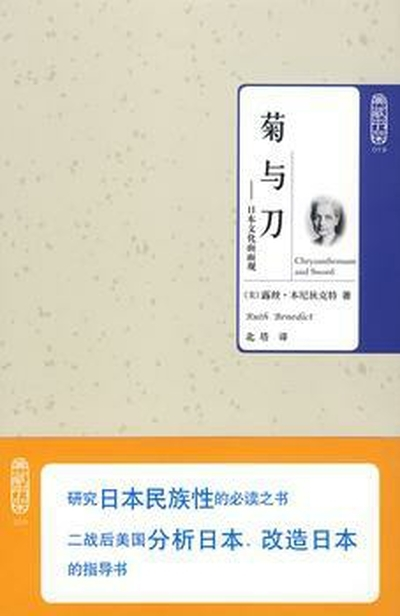 菊与刀
——日本文化面面观
Chrysanthemum
and Sword
(美)露丝·本尼狄克特 著
Ruth Benedict
北塔 译
研究日本民族性的必读之书
二战后美国分析日本、改造日本
的指导书